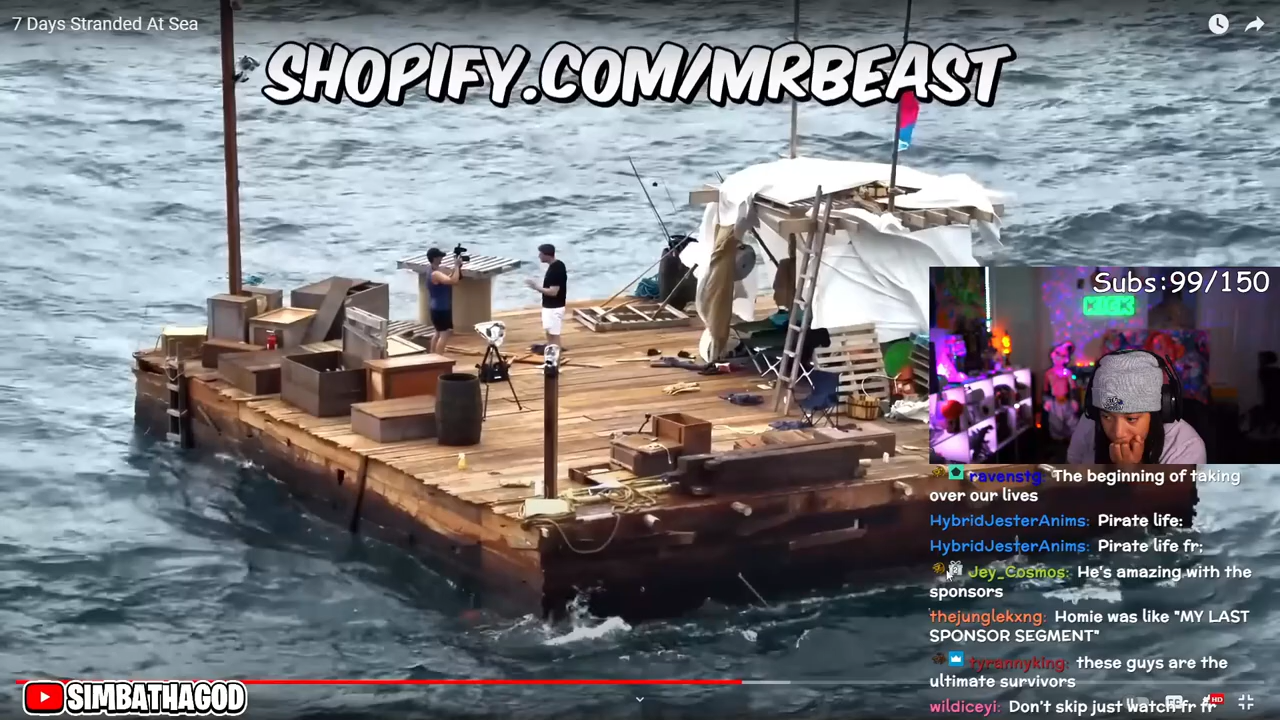 7 Days Stranded At Sea
SHOPIFY.COM/MRBEAST
Subs:99/150
KICK
ravenstg: The beginning of taking
over our lives
HybridJesterAnims: Pirate life:
HybridJesterAnims: Pirate life fr:
Jey_Cosmos: He's amazing with the
sponsors
thejunglekxng: Homie was like "MY LAST
SPONSOR SEGMENT"
tyrannyking: these guys are the
ultimate survivors
wildiceyi: Don't skip just watch fr fr
HD
SIMBATHAGOD